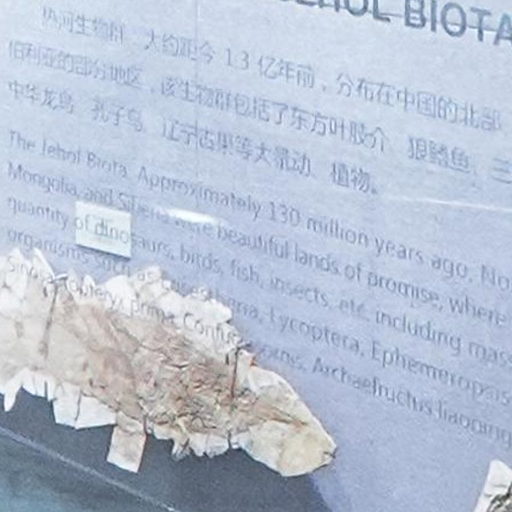 JEHOL BIOTA
热河生物群 大约距今 1.3 亿年前，分布在中国的北部
的部分地区，该生物群包括了东方叶肢介 狼鳍鱼 三
中华龙鸟 孔子鸟 辽宁古果等大量动、植物。
The Jehol Biota, Approximately 130 million years ago, No
Mongolia, and Siberia were beautiful lands of promise, where
quantity of dinosaurs, birds, fish, insects, etc, including mass
organisms such as Lycoptera, Ephemeropsis
Archaefructus liaoning